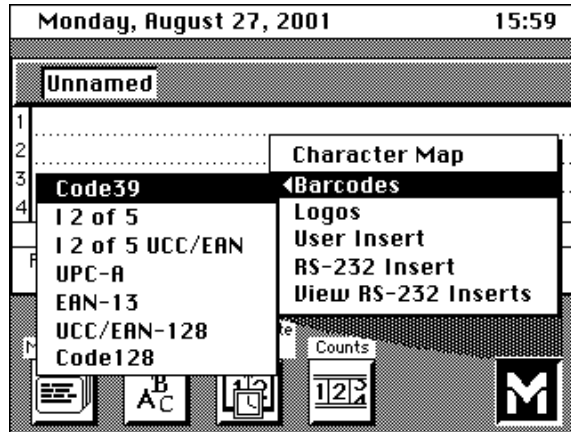 Monday, August 27, 2001 15:59
Unnamed
1
2
3
4
Character Map
Barcodes
Logos
User Insert
RS-232 Insert
View RS-232 Inserts
Code39
I 2 of 5
I 2 of 5 UCC/EAN
UPC-A
EAN-13
UCC/EAN-128
Code128
Counts
A B C
12
123
M